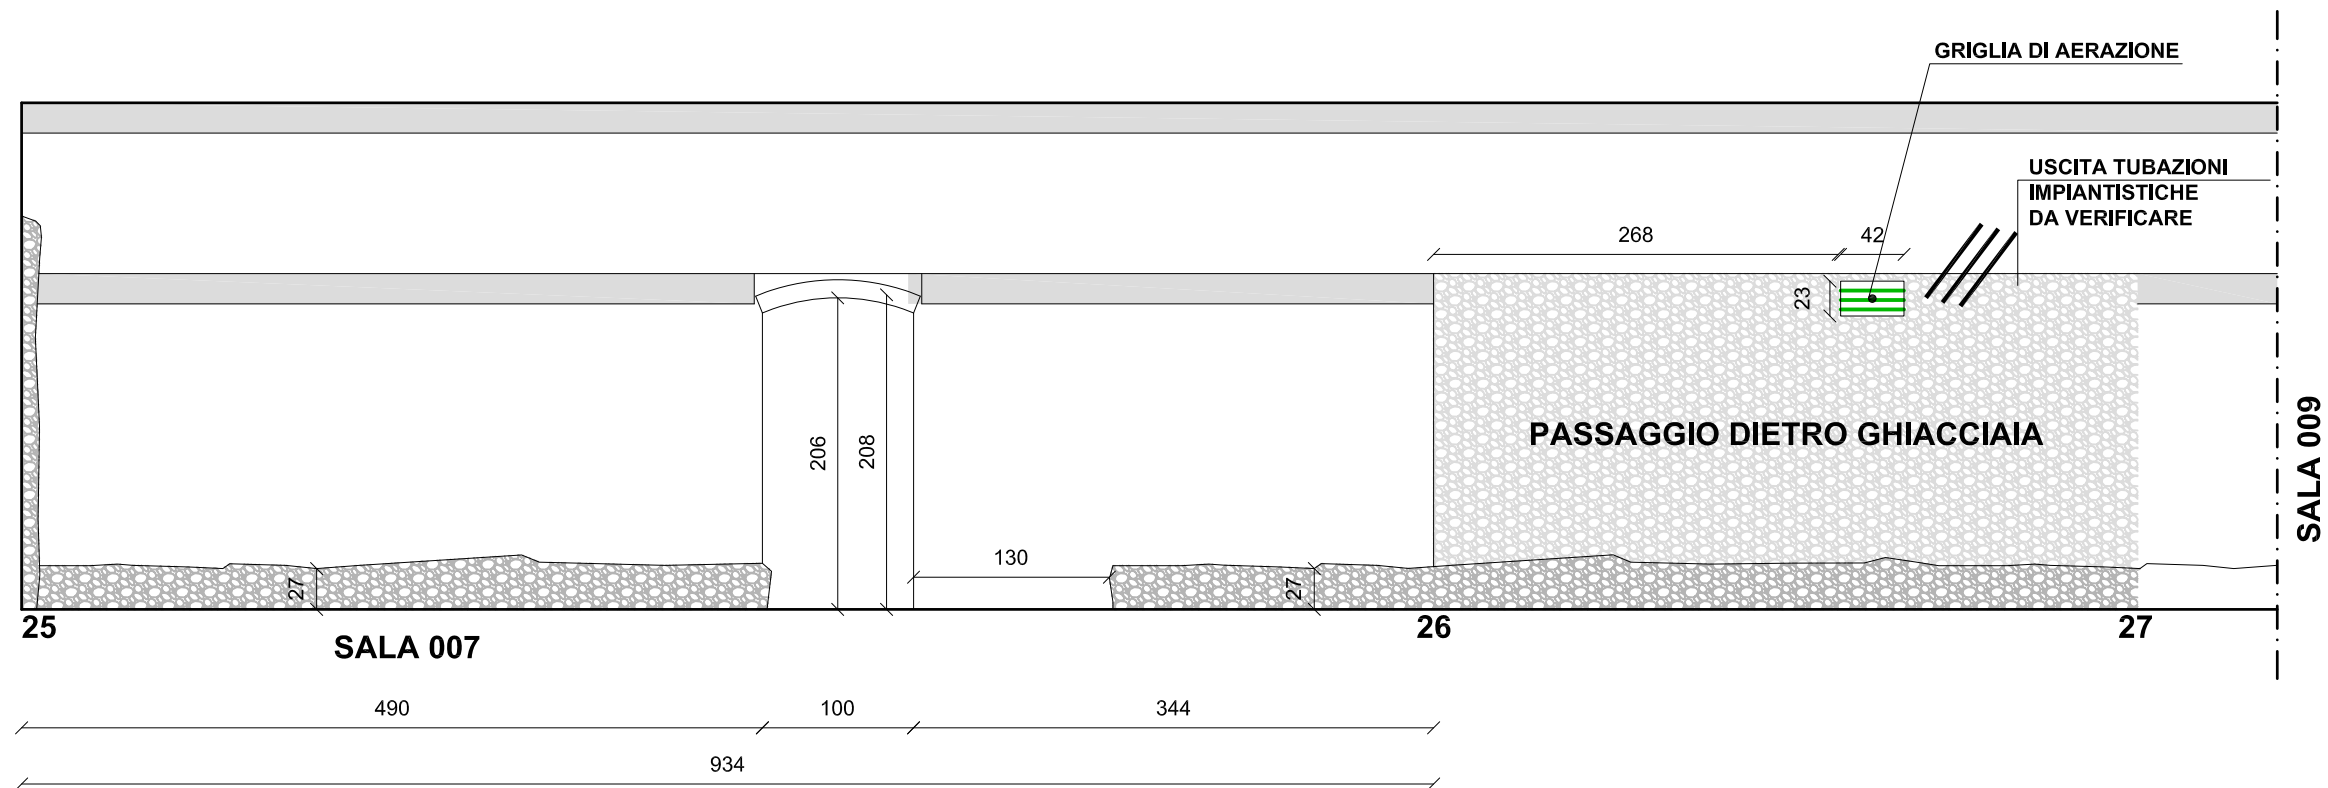 GRIGLIA DI AERAZIONE
USCITA TUBAZIONI
IMPIANTISTICHE
DA VERIFICARE
268
42
23
206
208
PASSAGGIO DIETRO GHIACCIAIA
SALA 009
130
27
27
25
26
27
SALA 007
490
100
344
934